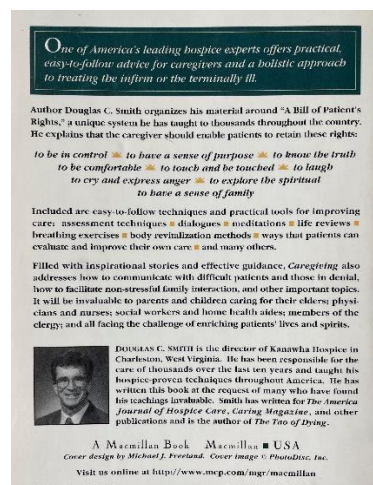 One of America's leading hospice experts offers practical,
easy-to-follow advice for caregivers and a holistic approach
to treating the infirm or the terminally ill.
Author Douglas C. Smith organizes his material around "A Bill of Patient's
Rights," a unique system he has taught to thousands throughout the country.
He explains that the caregiver should enable patients to retain these rights:
to be in control to have a sense of purpose to know the truth
to be comfortable to touch and be touched to laugh
to cry and express anger to explore the spiritual
to have a sense of family
Included are easy-to-follow techniques and practical tools for improving
care: assessment techniques ■ dialogues ■ meditations ■ life reviews ■
breathing exercises ■ body revitalization methods ■ ways that patients can
evaluate and improve their own care ■ and many others.
Filled with inspirational stories and effective guidance, Caregiving also
addresses how to communicate with difficult patients and those in denial,
how to facilitate non-stressful family interaction, and other important topics.
It will be invaluable to parents and children caring for their elders; physi-
cians and nurses; social workers and home health aides; members of the
clergy; and all facing the challenge of enriching patients' lives and spirits.
DOUGLAS C. SMITH is the director of Kanawha Hospice in
Charleston, West Virginia. He has been responsible for the
care of thousands over the last ten years and taught his
hospice-proven techniques throughout America. He has
written this book at the request of many who have found
his teachings invaluable. Smith has written for The America
Journal of Hospice Care, Caring Magazine, and other
publications and is the author of The Tao of Dying.
A Macmillan Book Macmillan ■ USA
Cover design by Michael J. Freeland. Cover image © PhotoDisc, Inc.
Visit us online at http://www.mcp.com/mgr/macmillan